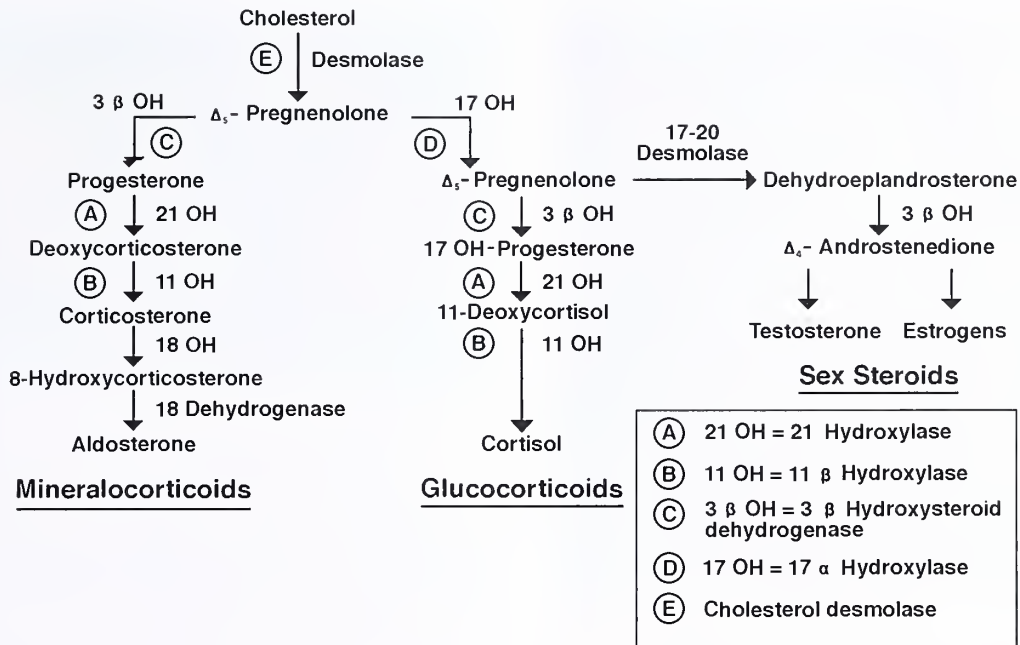 Cholesterol
E Desmolase
3 β OH
Δ₅- Pregnenolone
17 OH
C
D
17-20
Desmolase
Progesterone
Δ₅- Pregnenolone
Dehydroeplandrosterone
A 21 OH
C 3 β OH
3 β OH
Deoxycorticosterone
17 OH-Progesterone
Δ₄- Androstenedione
B 11 OH
A 21 OH
Corticosterone
11-Deoxycortisol
Testosterone
Estrogens
18 OH
B 11 OH
Sex Steroids
8-Hydroxycorticosterone
18 Dehydrogenase
Aldosterone
Cortisol
Mineralocorticoids
Glucocorticoids
A 21 OH = 21 Hydroxylase
B 11 OH = 11 β Hydroxylase
C 3 β OH = 3 β Hydroxysteroid
dehydrogenase
D 17 OH = 17 α Hydroxylase
E Cholesterol desmolase